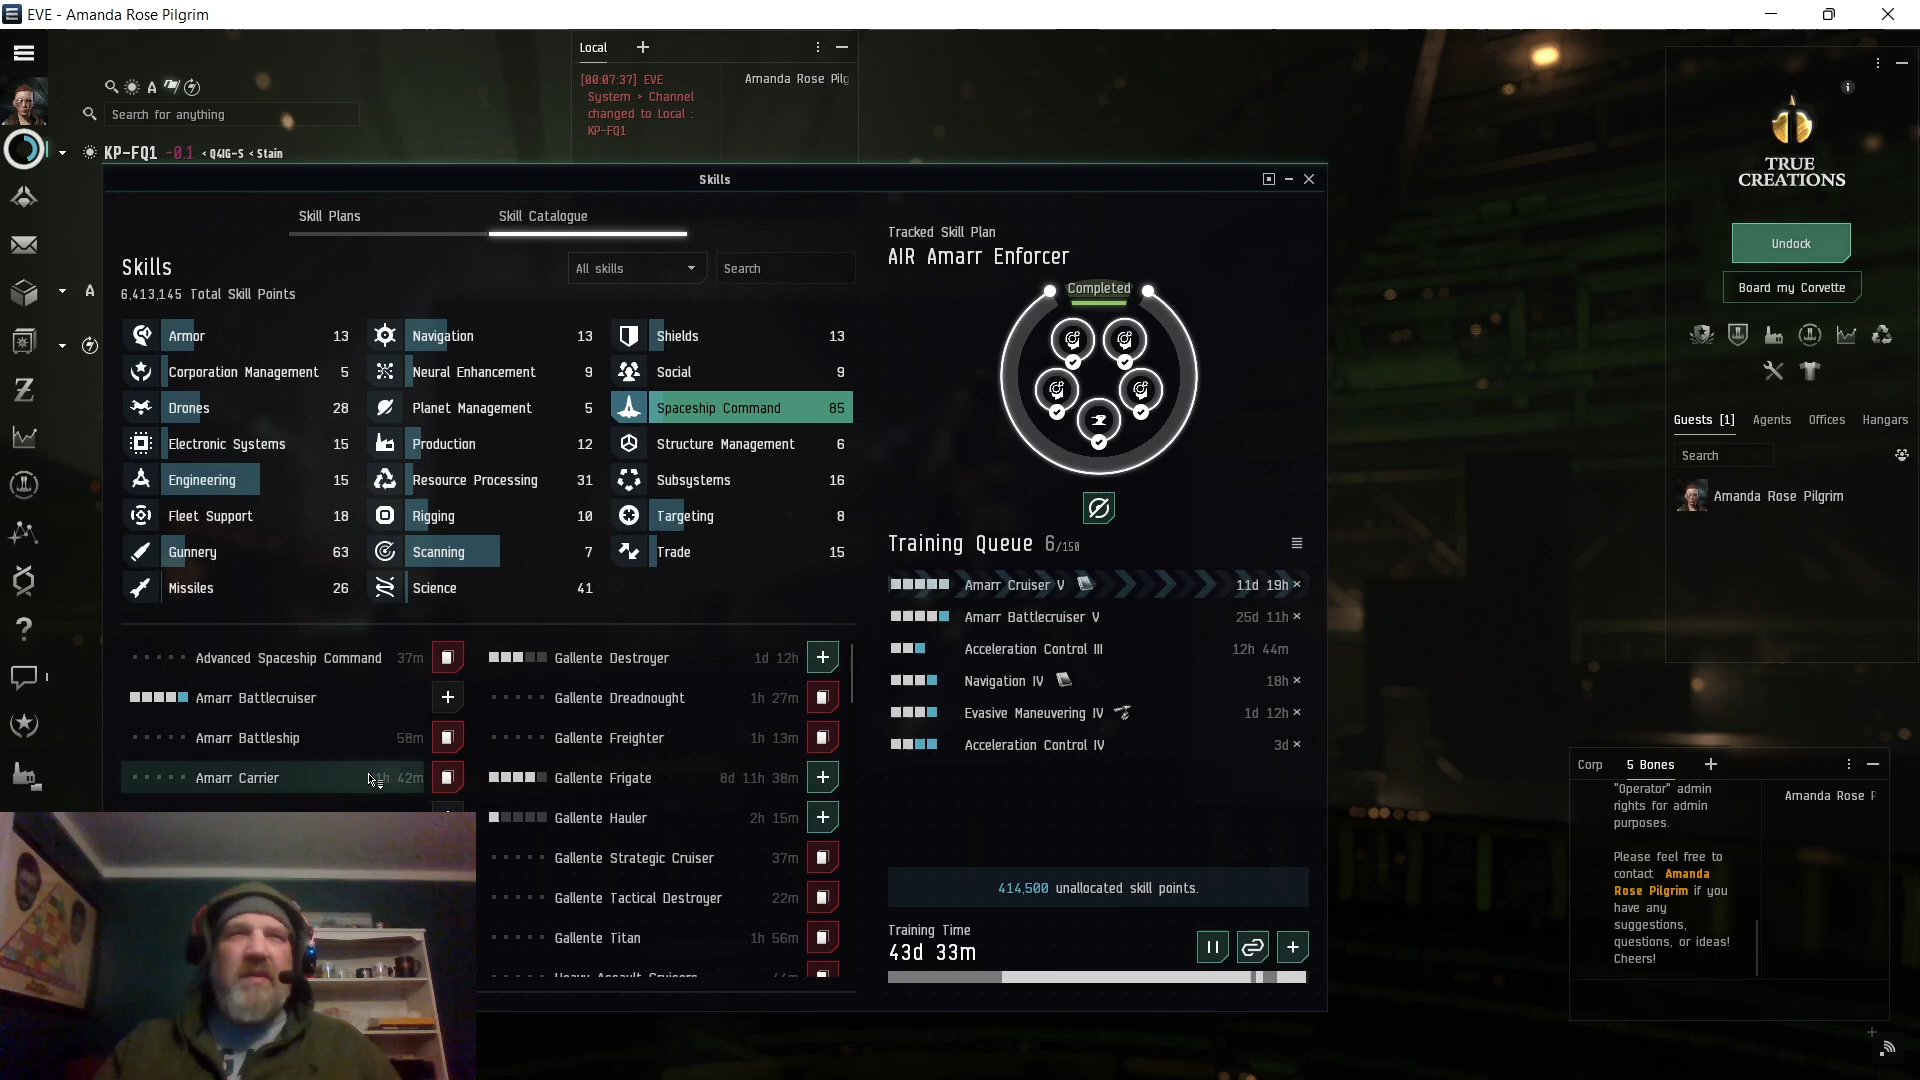 EVE - Amanda Rose Pilgrim
Local
[00:07:37] EVE
System > Channel
changed to Local :
KP-FQ1
Amanda Rose Pilg
Search for anything
KP-FQ1 -0.1 < Q4IG-S < Stain
A
Skills
Skill Plans
Skill Catalogue
Skills
All skills
Search
6,413,145 Total Skill Points
Armor 13
Navigation 13
Shields 13
Corporation Management 5
Neural Enhancement 9
Social 9
Drones 28
Planet Management 5
Spaceship Command 85
Electronic Systems 15
Production 12
Structure Management 6
Engineering 15
Resource Processing 31
Subsystems 16
Fleet Support 18
Rigging 10
Targeting 8
Gunnery 63
Scanning 7
Trade 15
Missiles 26
Science 41
Advanced Spaceship Command 37m
Amarr Battlecruiser
Amarr Battleship 58m
Amarr Carrier 1h 42m
Gallente Destroyer 1d 12h
Gallente Dreadnought 1h 27m
Gallente Freighter 1h 13m
Gallente Frigate 8d 11h 38m
Gallente Hauler 2h 15m
Gallente Strategic Cruiser 37m
Gallente Tactical Destroyer 22m
Gallente Titan 1h 56m
Heavy Assault Cruisers 44m
Tracked Skill Plan
AIR Amarr Enforcer
Completed
Training Queue 6/150
Amarr Cruiser V 11d 19h
Amarr Battlecruiser V 25d 11h
Acceleration Control III 12h 44m
Navigation IV 18h
Evasive Maneuvering IV 1d 12h
Acceleration Control IV 3d
414,500 unallocated skill points.
Training Time
43d 33m
TRUE
CREATIONS
Undock
Board my Corvette
Guests [1] Agents Offices Hangars
Search
Amanda Rose Pilgrim
Corp 5 Bones
"Operator" admin
rights for admin
purposes.
Please feel free to
contact Amanda
Rose Pilgrim if you
have any
suggestions,
questions, or ideas!
Cheers!
Amanda Rose P